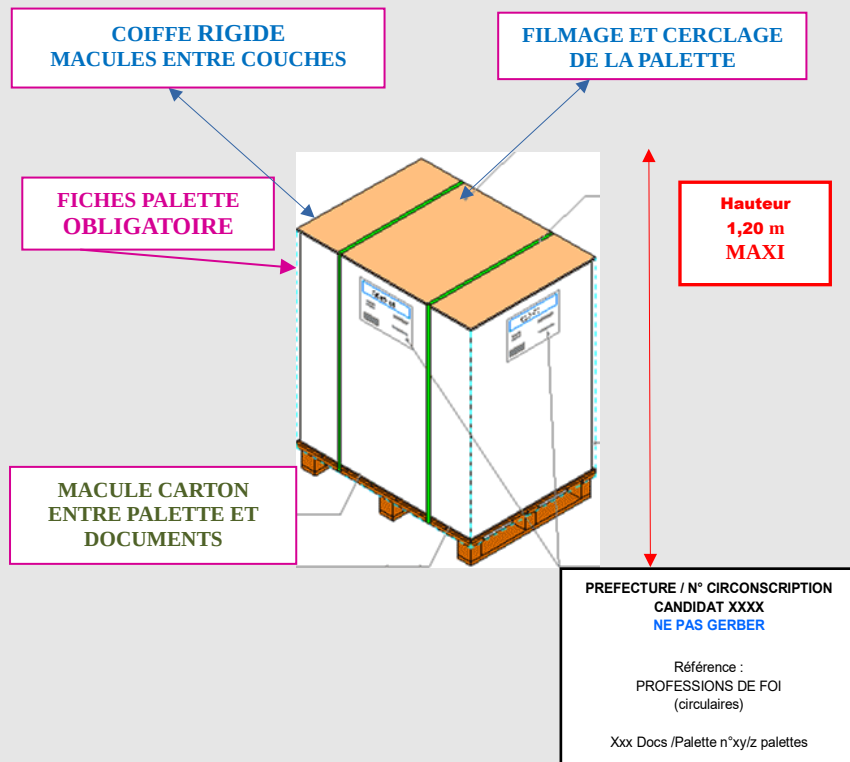 COIFFE RIGIDE
MACULES ENTRE COUCHES
FILMAGE ET CERCLAGE
DE LA PALETTE
FICHES PALETTE
OBLIGATOIRE
Hauteur
1,20 m
MAXI
MACULE CARTON
ENTRE PALETTE ET
DOCUMENTS
PREFECTURE / N° CIRCONSCRIPTION
CANDIDAT XXXX
NE PAS GERBER
Référence :
PROFESSIONS DE FOI
(circulaires)
Xxx Docs /Palette n°xy/z palettes